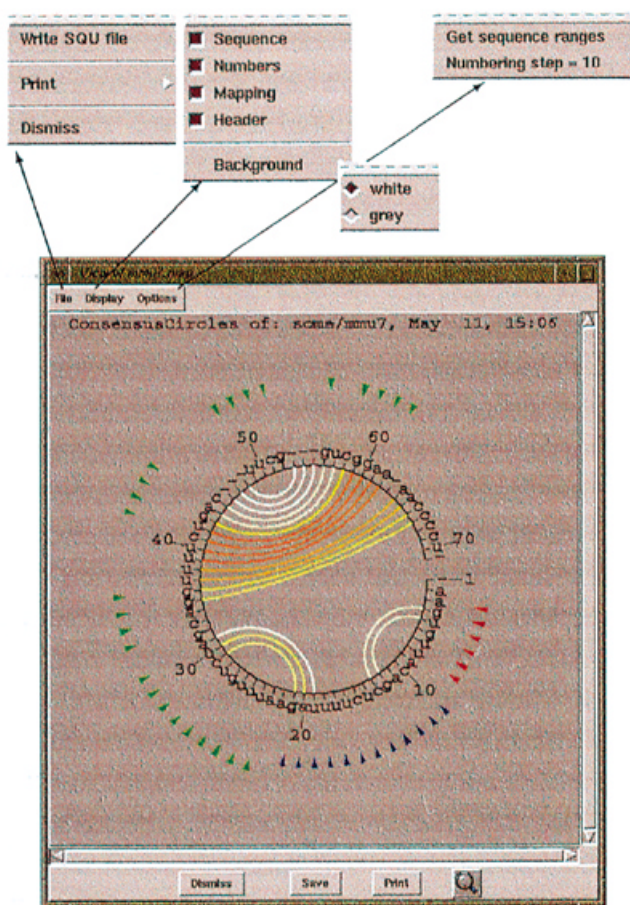 Write SQU file
Print
Dismiss
Sequence
Numbers
Mapping
Header
Background
Get sequence ranges
Numbering step = 10
white
grey
File Display Options
ConsensusCircles of: some/mmu7, May 11, 15:06
50
60
40
70
1
30
10
20
Dismiss Save Print